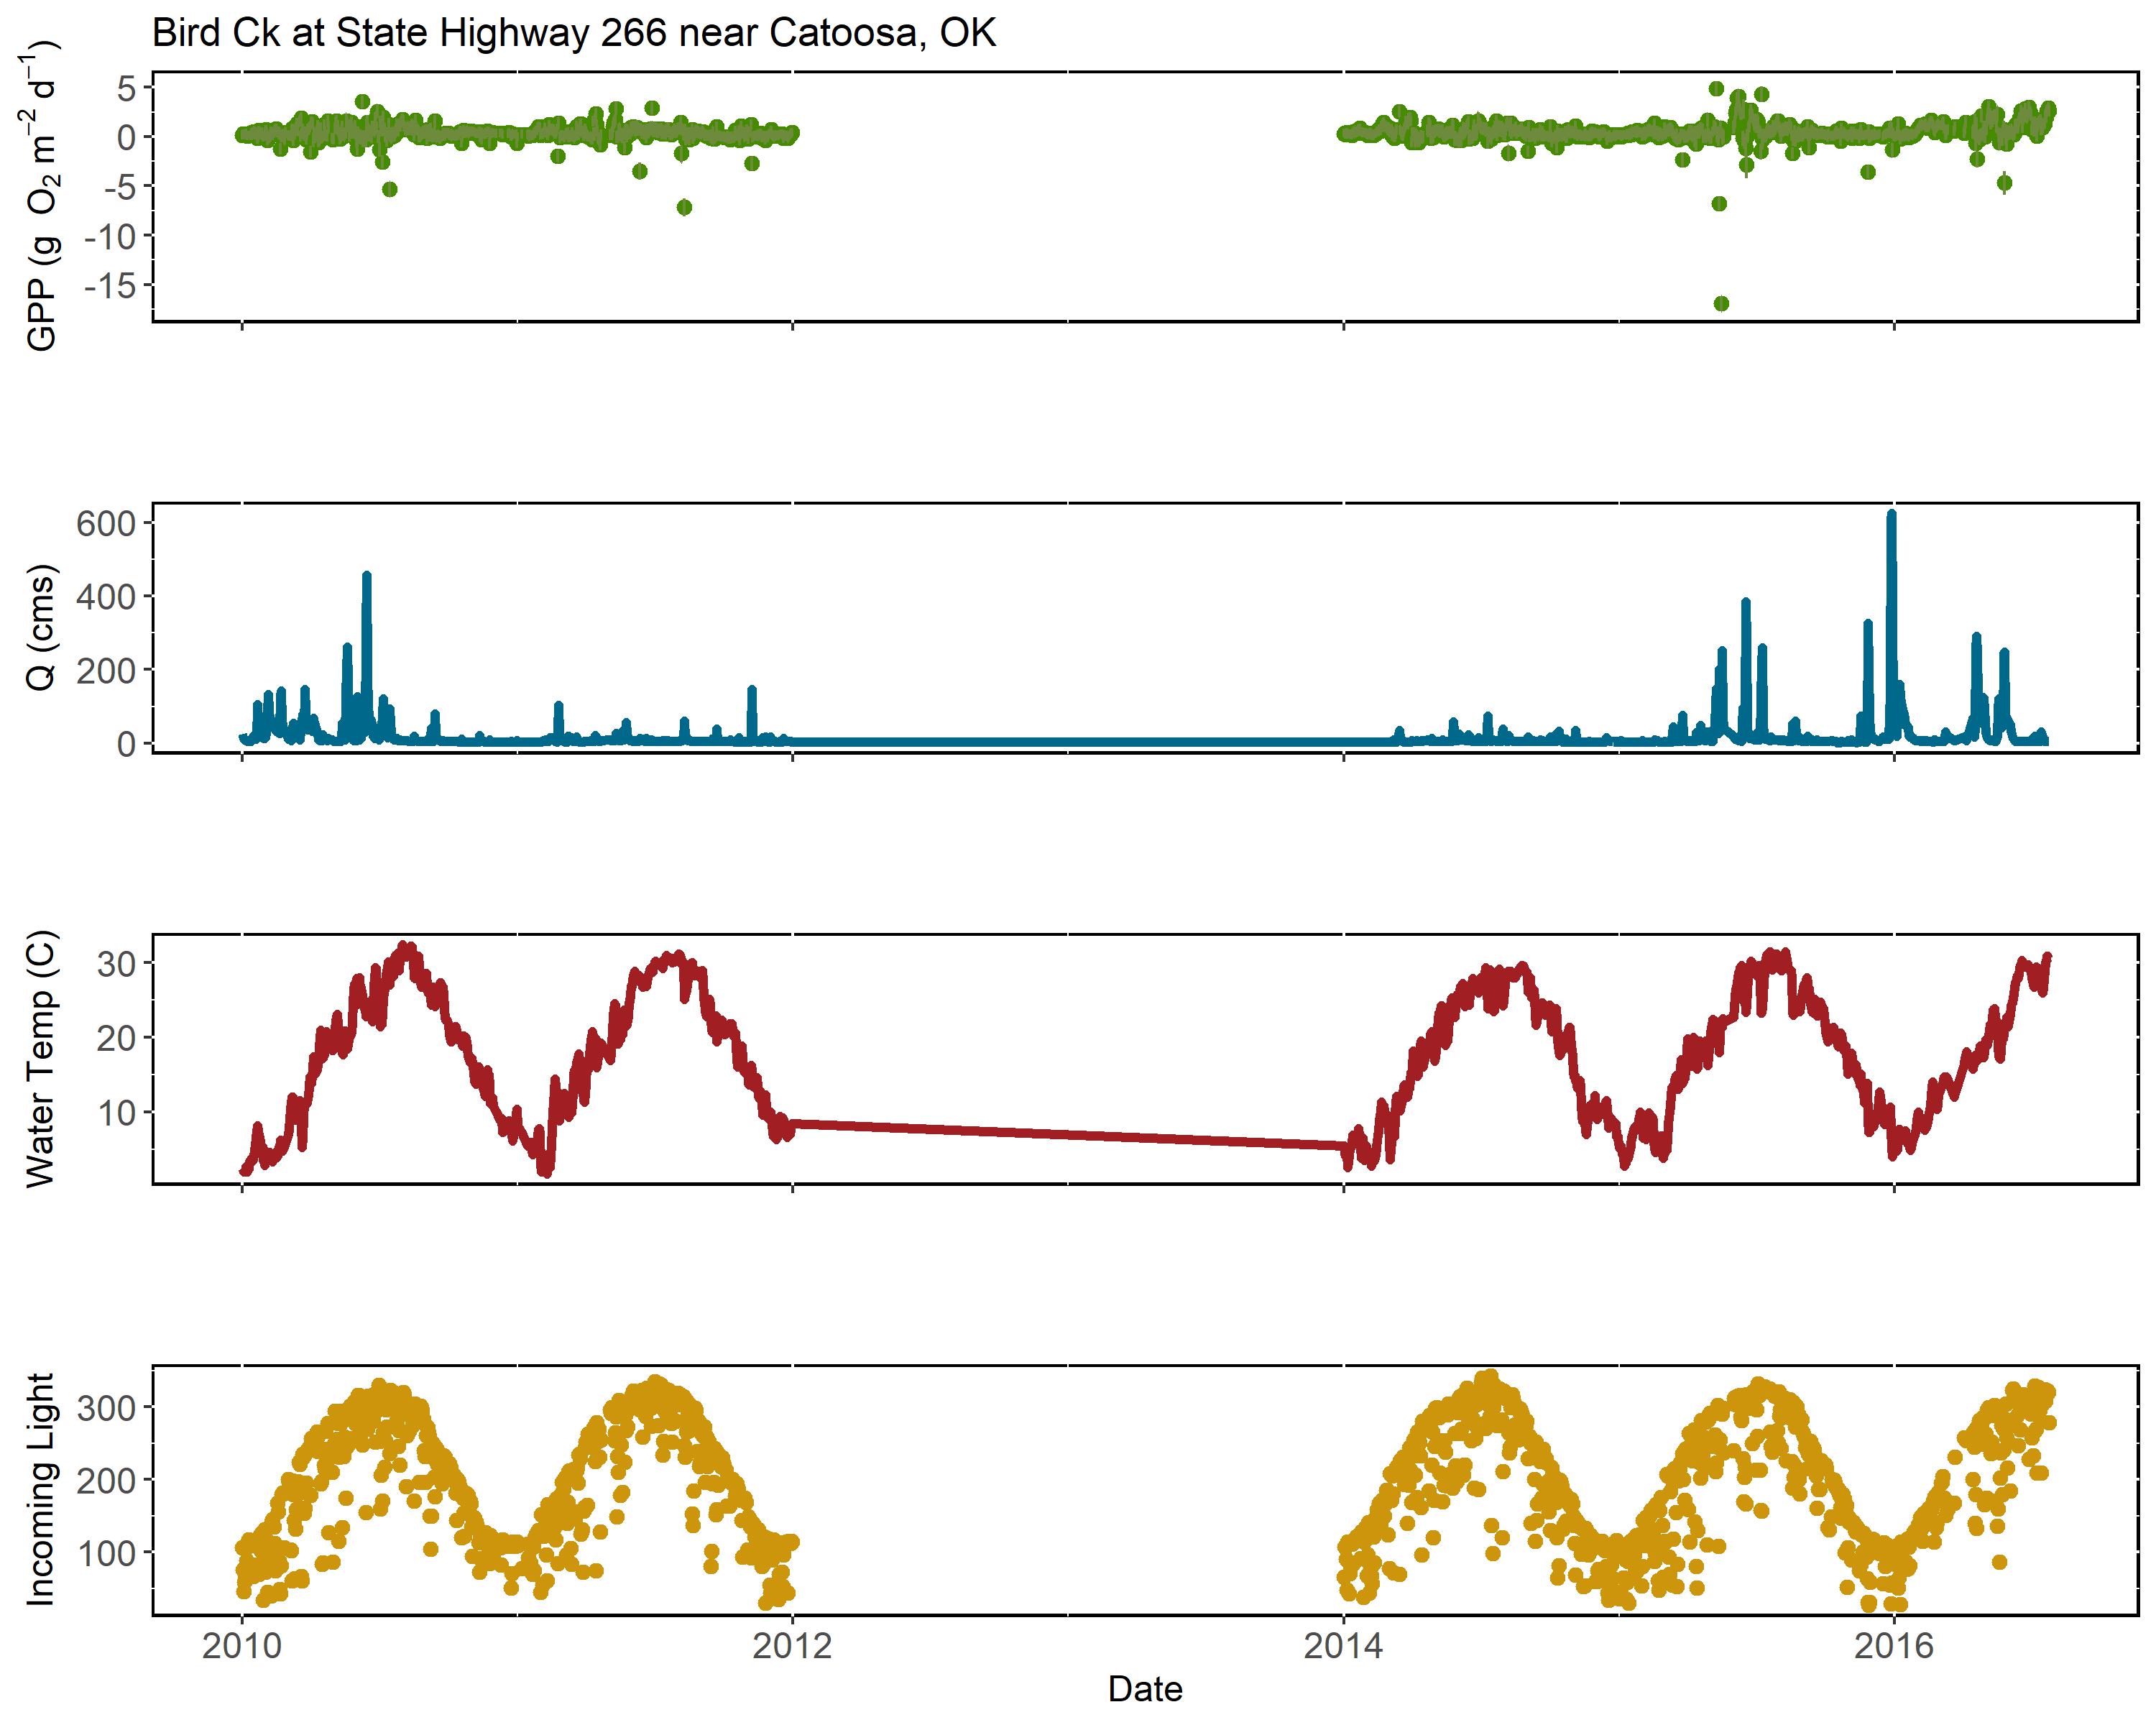 Bird Ck at State Highway 266 near Catoosa, OK
GPP (g O₂ m⁻² d⁻¹)
5
0
-5
-10
-15
Q (cms)
600
400
200
0
Water Temp (C)
30
20
10
Incoming Light
300
200
100
2010 2012 2014 2016
Date